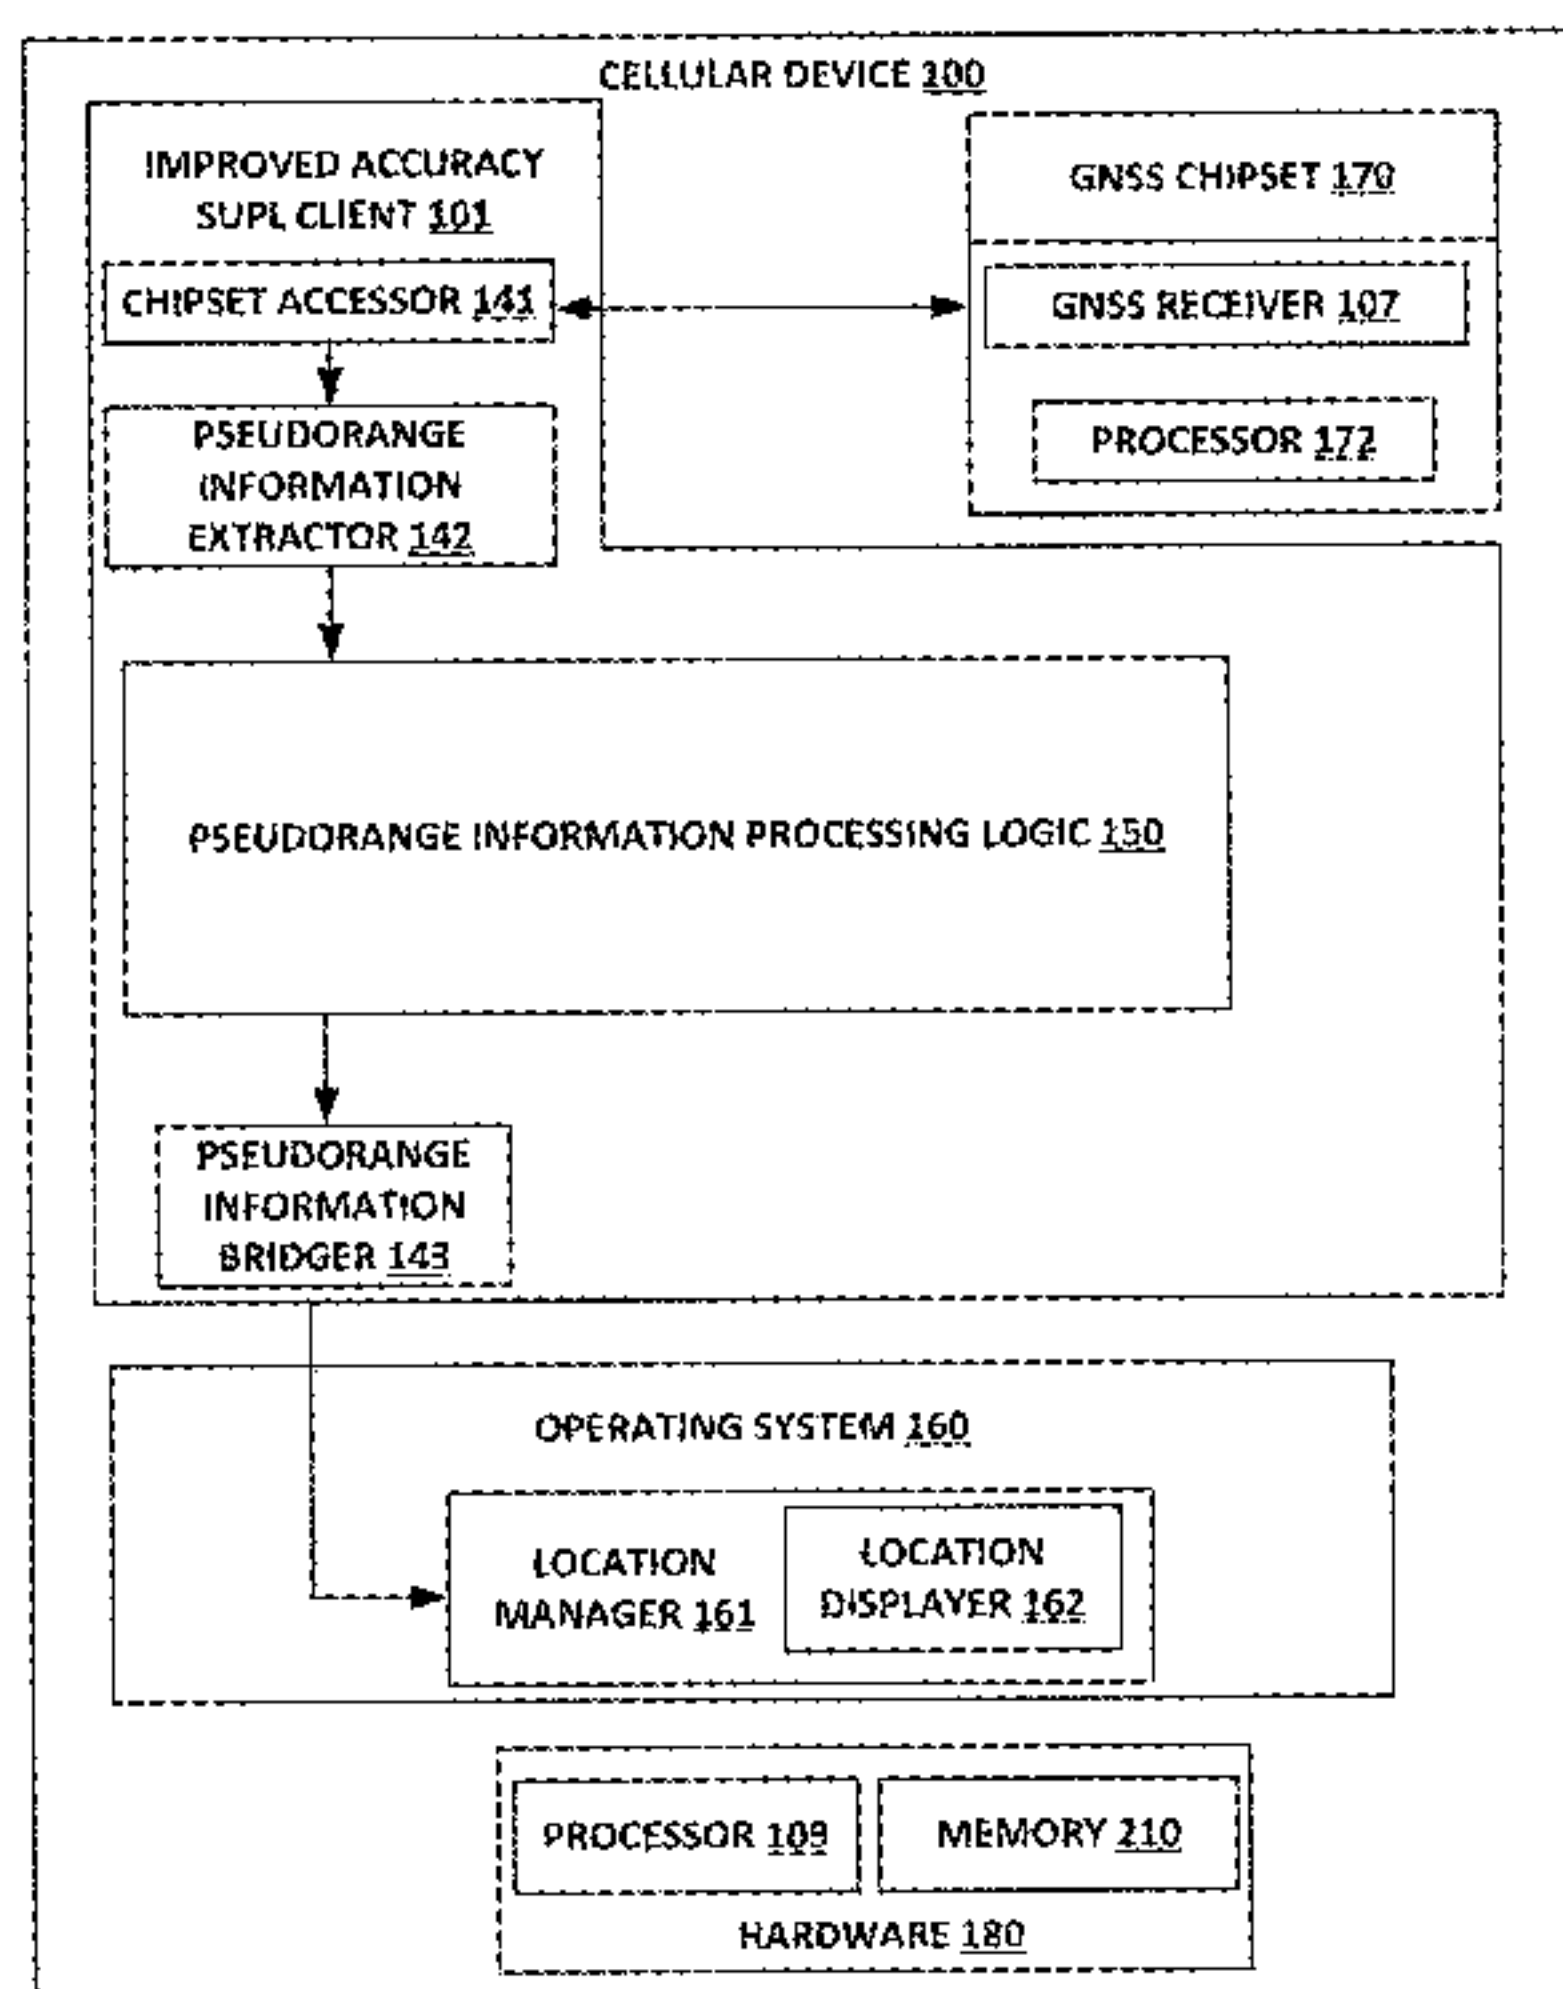 CELLULAR DEVICE 100
IMPROVED ACCURACY
SUPL CLIENT 101
CHIPSET ACCESSOR 141
GNSS CHIPSET 170
GNSS RECEIVER 107
PROCESSOR 172
PSEUDORANGE
INFORMATION
EXTRACTOR 142
PSEUDORANGE INFORMATION PROCESSING LOGIC 150
PSEUDORANGE
INFORMATION
BRIDGER 143
OPERATING SYSTEM 160
LOCATION
MANAGER 161
LOCATION
DISPLAYER 162
PROCESSOR 109
MEMORY 210
HARDWARE 180